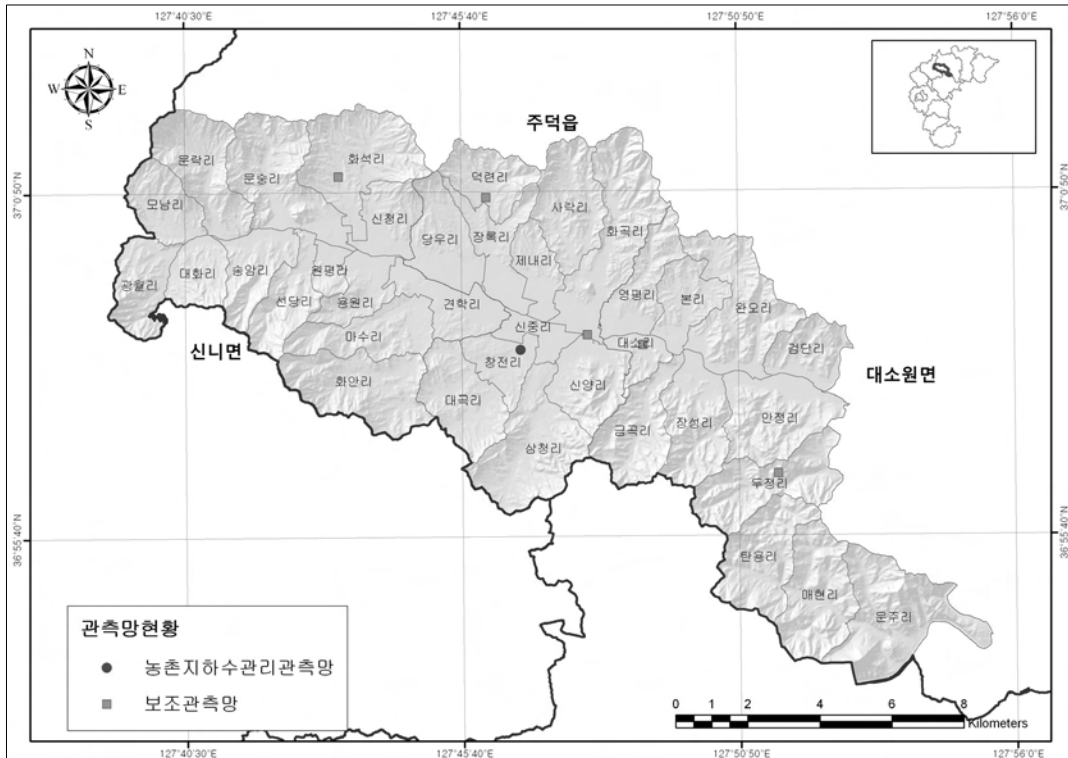 127°40'30"E
127°45'40"E
127°50'50"E
127°56'0"E
N
W
E
S
주덕읍
문락리
문숭리
화석리
덕련리
37°0'50"N
37°0'50"N
모남리
신청리
사락리
당우리
장록리
화곡리
제내리
광월리
대화리
송암리
원평리
선당리
용원리
견학리
영평리
본리
완오리
신중리
마수리
대소리
검단리
신니면
창전리
화안리
대곡리
신양리
대소원면
만정리
금곡리
장성리
삼청리
두정리
36°55'40"N
36°55'40"N
탄용리
매현리
문주리
관측망현황
농촌지하수관리관측망
보조관측망
0 1 2 4 6 8
Kilometers
127°40'30"E
127°45'40"E
127°50'50"E
127°56'0"E